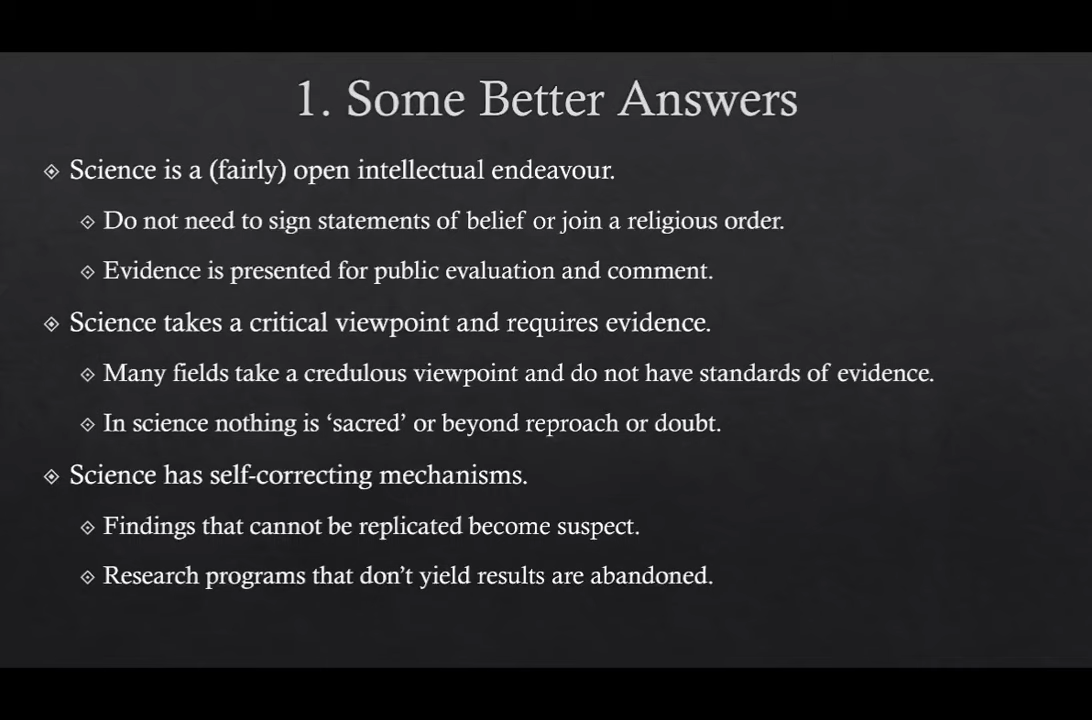 1. Some Better Answers
Science is a (fairly) open intellectual endeavour.
Do not need to sign statements of belief or join a religious order.
Evidence is presented for public evaluation and comment.
Science takes a critical viewpoint and requires evidence.
Many fields take a credulous viewpoint and do not have standards of evidence.
In science nothing is ‘sacred’ or beyond reproach or doubt.
Science has self-correcting mechanisms.
Findings that cannot be replicated become suspect.
Research programs that don’t yield results are abandoned.